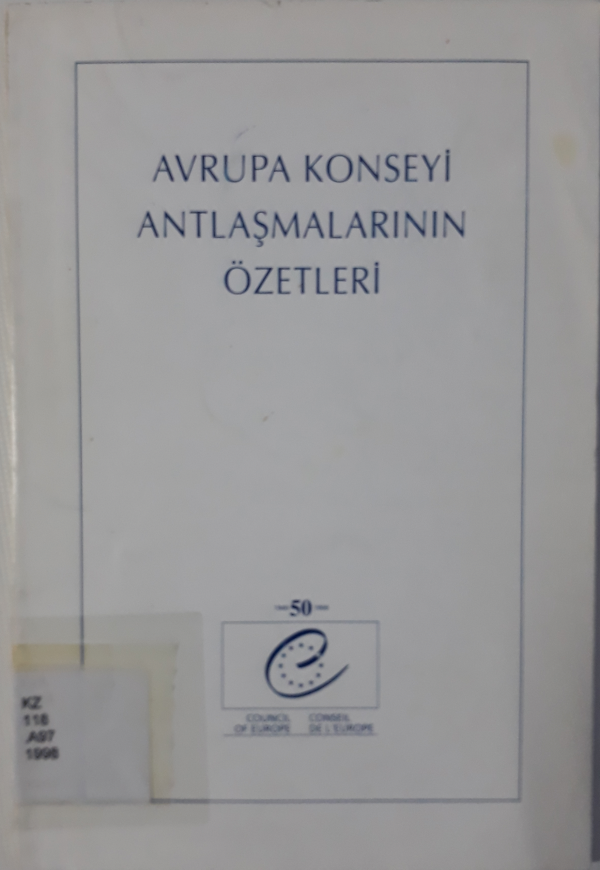 AVRUPA KONSEYİ
ANTLAŞMALARININ
ÖZETLERİ
50
COUNCIL CONSEIL
OF EUROPE DE L'EUROPE
KZ
118
.A97
1998